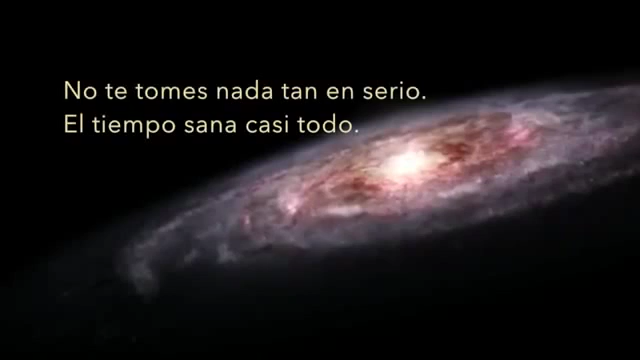 No te tomes nada tan en serio.
El tiempo sana casi todo.